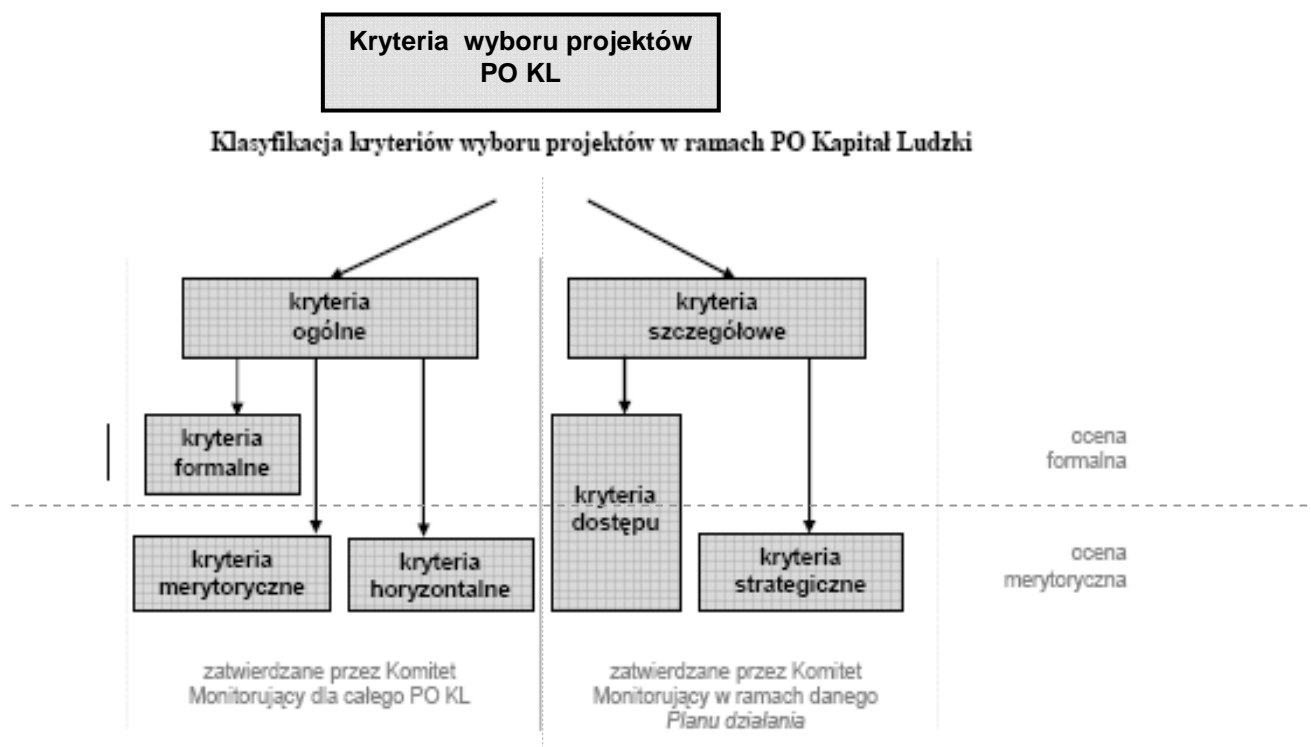 Kryteria wyboru projektów
PO KL
Klasyfikacja kryteriów wyboru projektów w ramach PO Kapitał Ludzki
kryteria
ogólne
kryteria
szczegółowe
kryteria
formalne
kryteria
dostępu
ocena
formalna
kryteria
merytoryczne
kryteria
horyzontalne
kryteria
strategiczne
ocena
merytoryczna
zatwierdzane przez Komitet
Monitorujący dla całego PO KL
zatwierdzane przez Komitet
Monitorujący w ramach danego
Planu działania